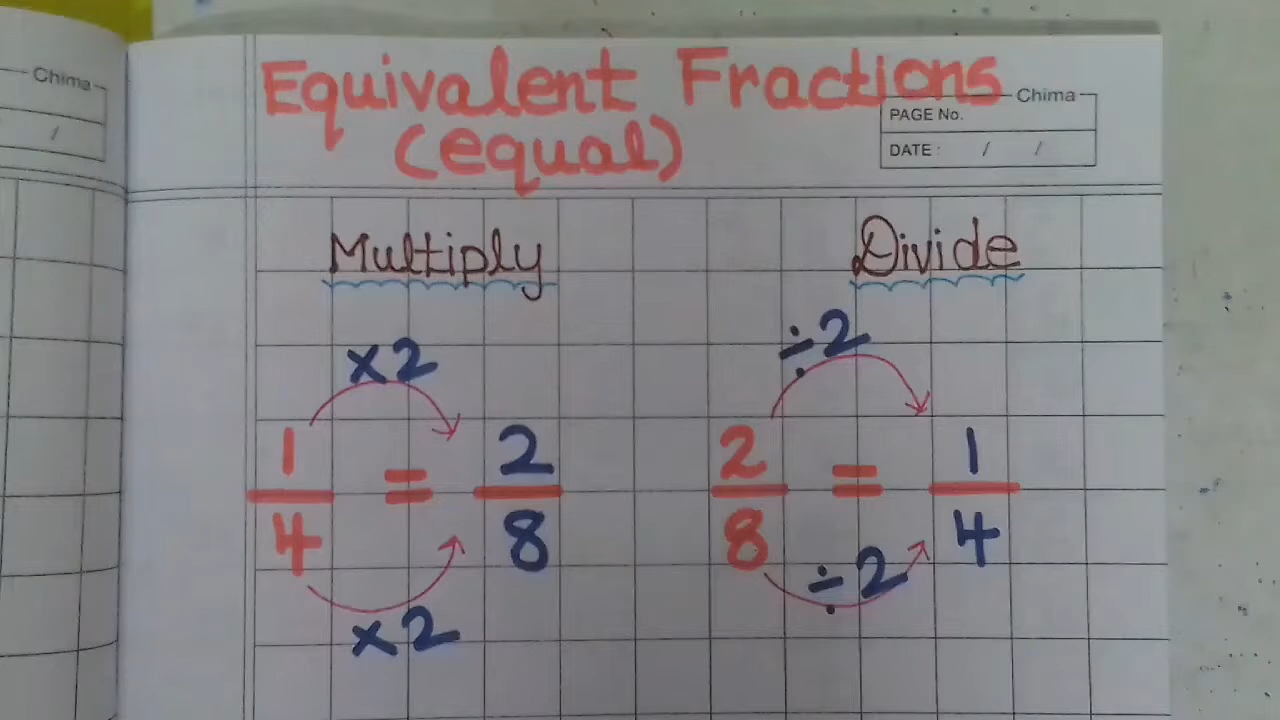 Chima
/
Equivalent Fractions
(equal)
Chima
PAGE No.
DATE : / /
Multiply
Divide
×2
÷2
1/4 = 2/8
2/8 = 1/4
×2
÷2